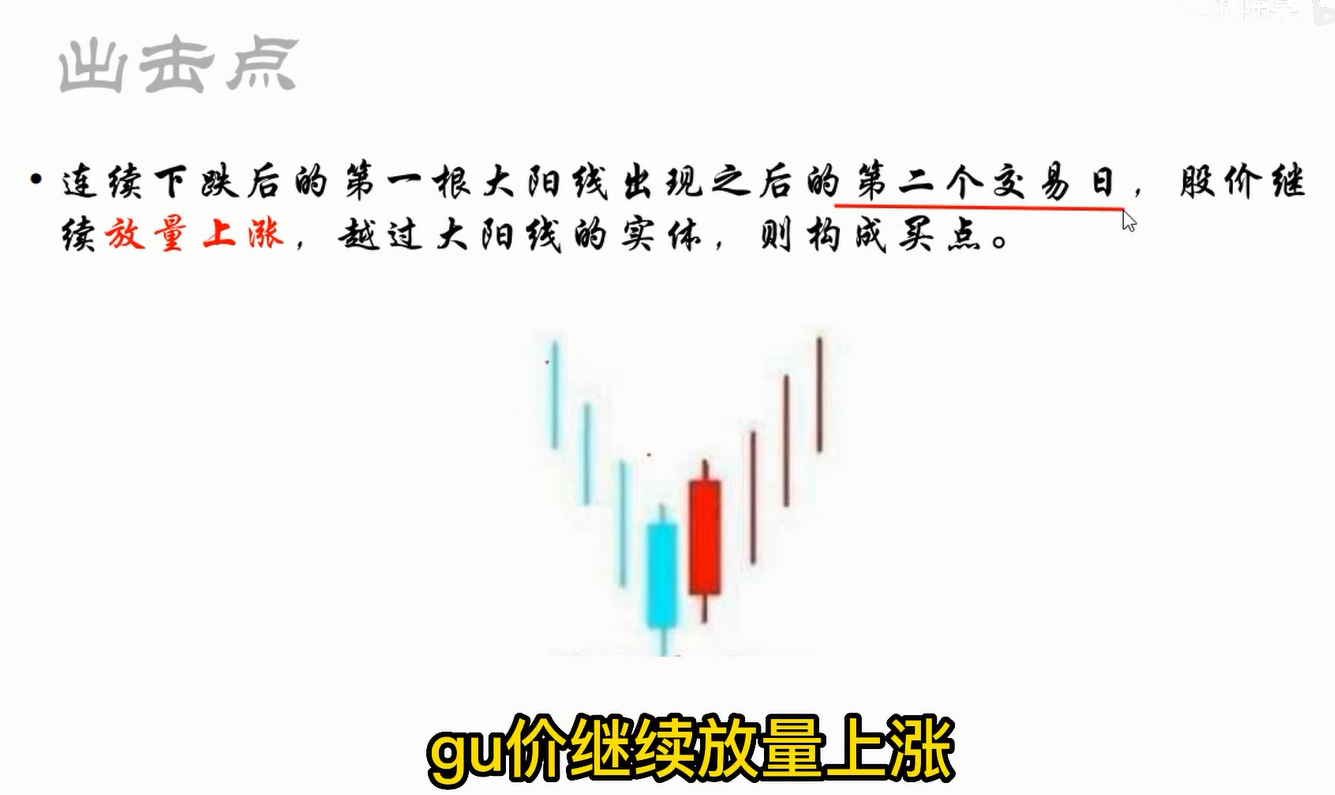 出击点
• 连续下跌后的第一根大阳线出现之后的第二个交易日，股价继
续放量上涨，越过大阳线的实体，则构成买点。
gu价继续放量上涨